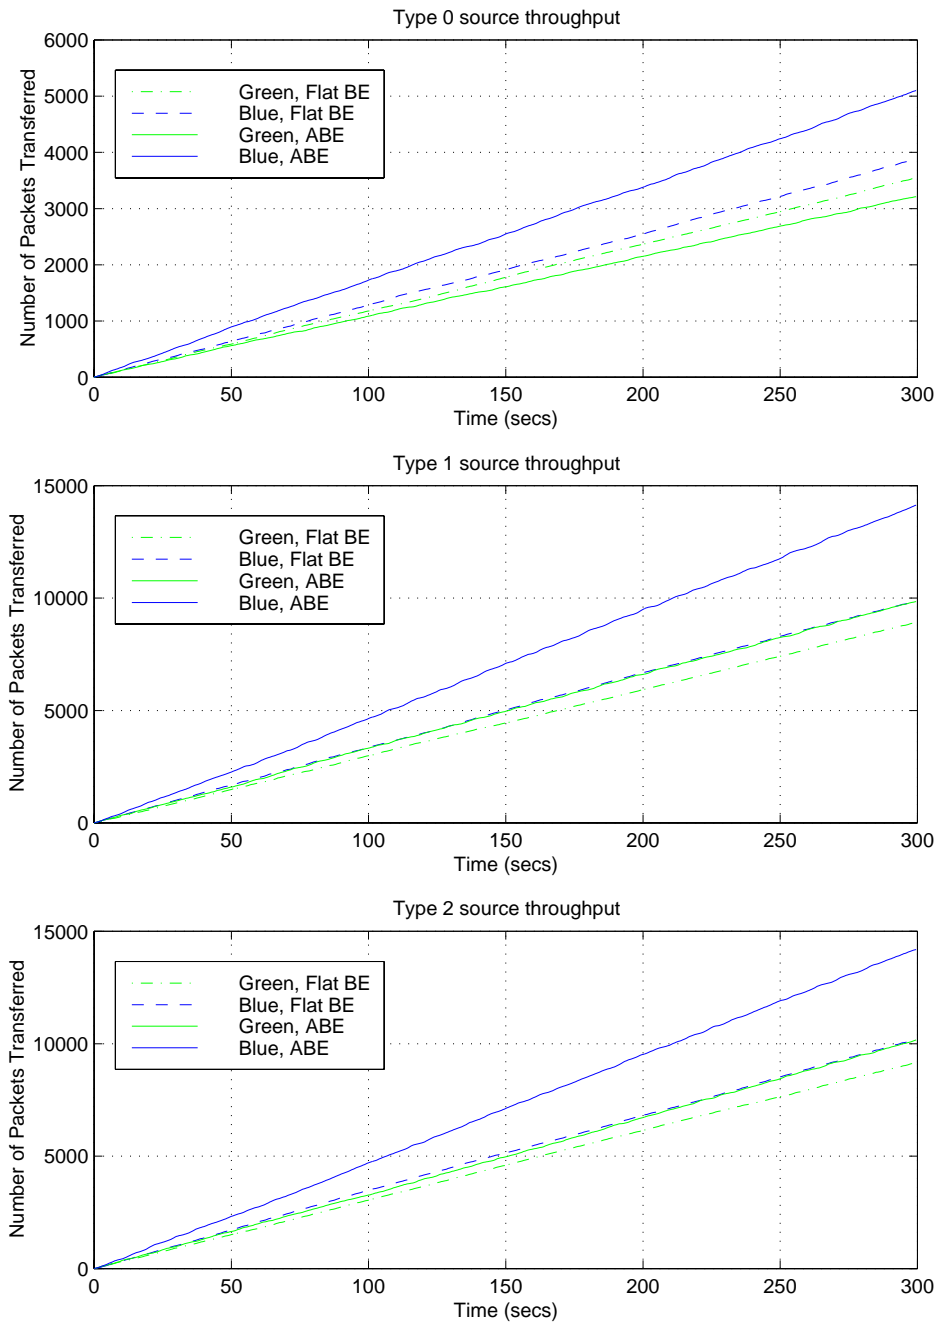 Type 0 source throughput
Number of Packets Transferred
6000
5000
4000
3000
2000
1000
0
Green, Flat BE
Blue, Flat BE
Green, ABE
Blue, ABE
0 50 100 150 200 250 300
Time (secs)
Type 1 source throughput
Number of Packets Transferred
15000
10000
5000
0
Green, Flat BE
Blue, Flat BE
Green, ABE
Blue, ABE
0 50 100 150 200 250 300
Time (secs)
Type 2 source throughput
Number of Packets Transferred
15000
10000
5000
0
Green, Flat BE
Blue, Flat BE
Green, ABE
Blue, ABE
0 50 100 150 200 250 300
Time (secs)